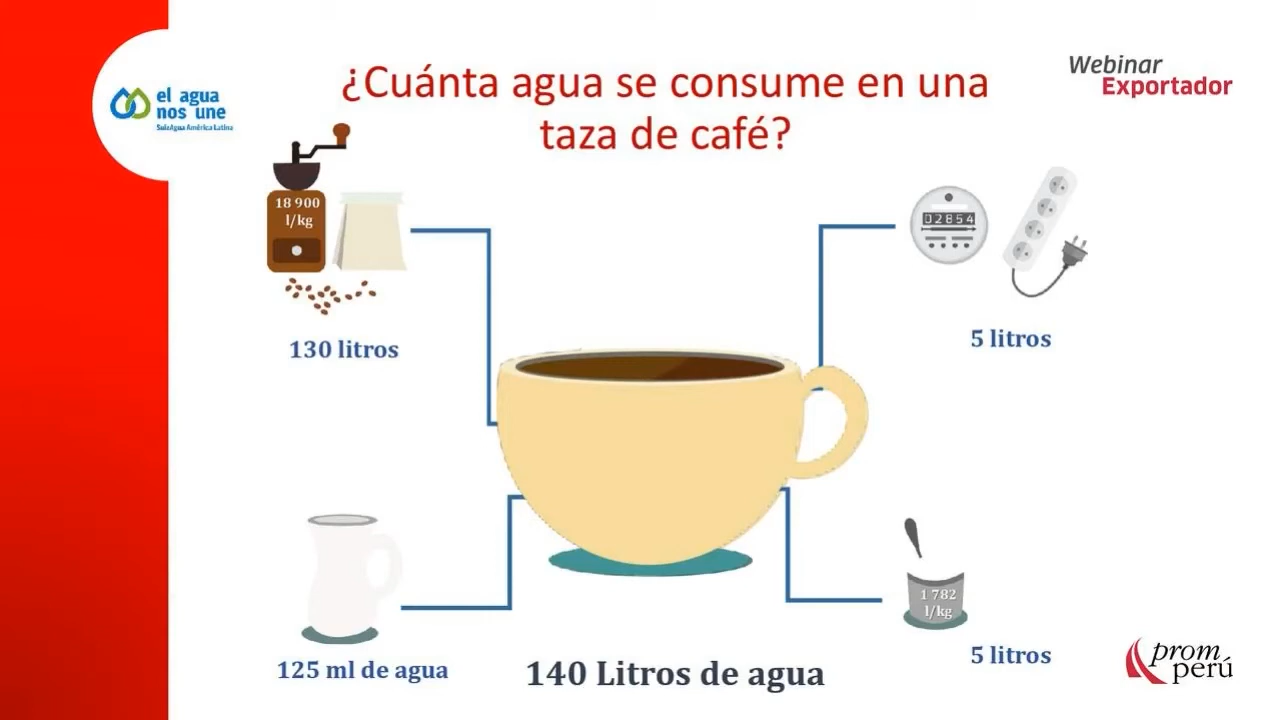 ¿Cuánta agua se consume en una
taza de café?
Webinar
Exportador
el agua
nos une
SuizAgua América Latina
18 900
l/kg
130 litros
02854
5 litros
125 ml de agua
140 Litros de agua
1 782
l/kg
5 litros
prom
perú